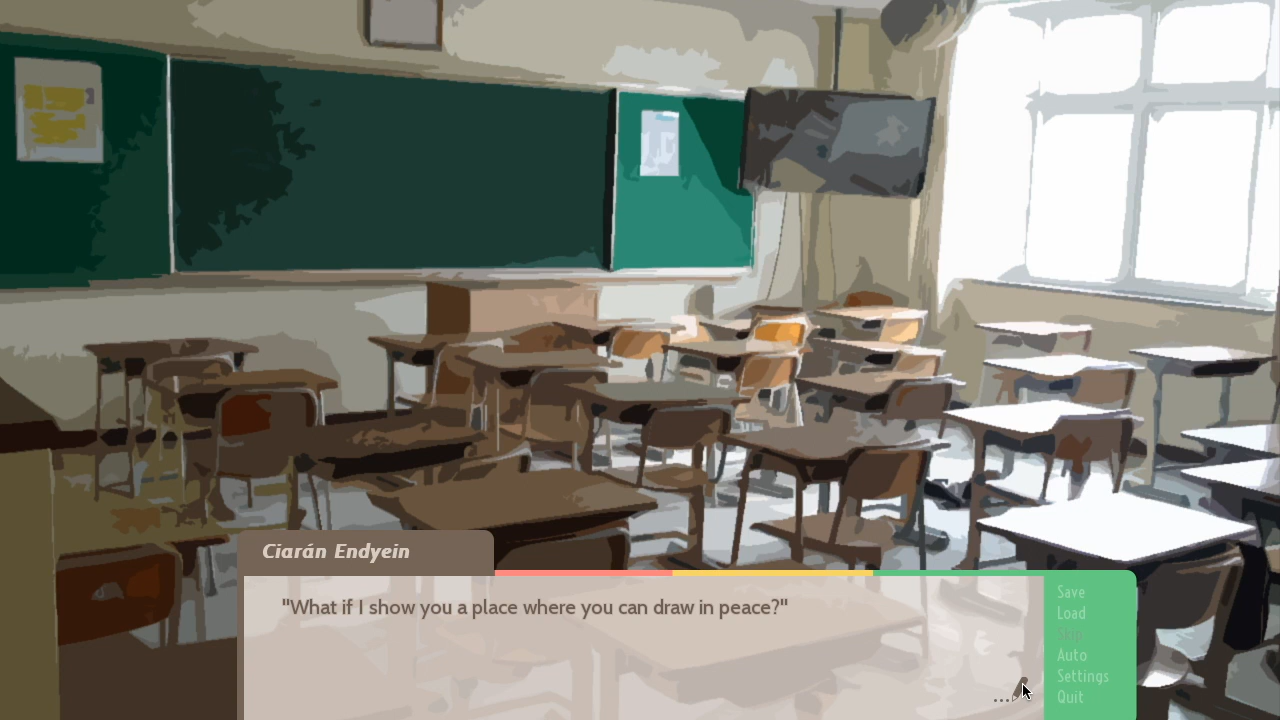 Ciarán Endyein
"What if I show you a place where you can draw in peace?"
Save
Load
Skip
Auto
Settings
Quit